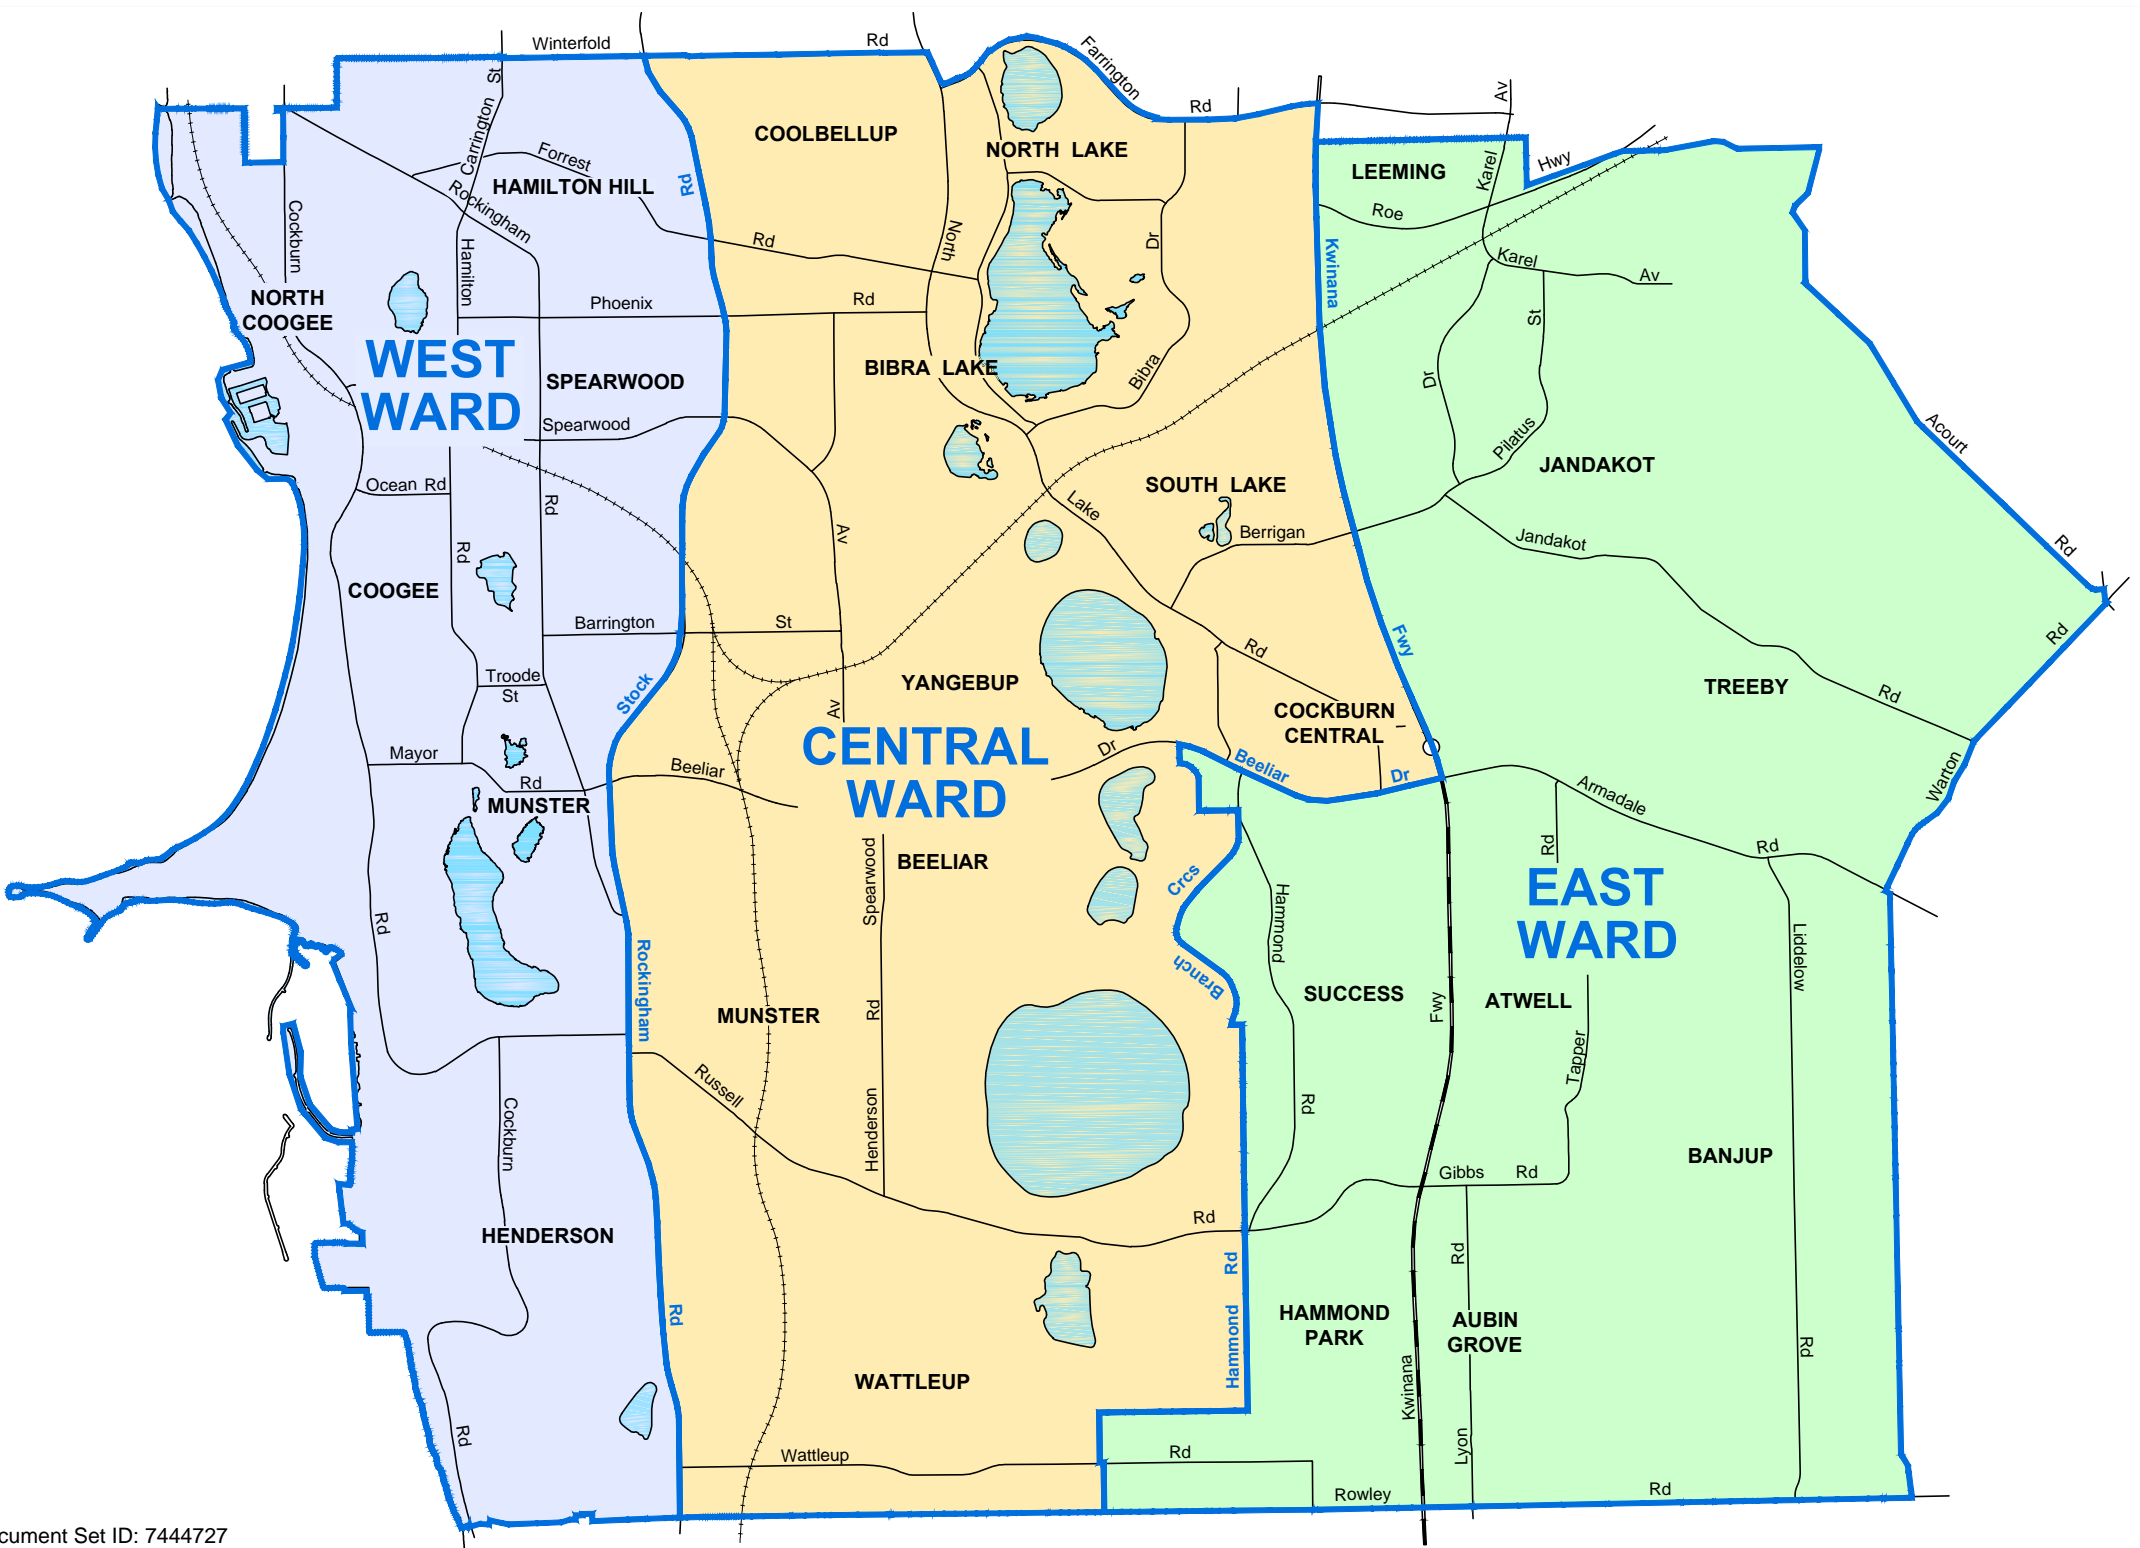 Winterfold
Rd
Farrington
Rd
Av
St
Carrington
COOLBELLUP
NORTH LAKE
LEEMING
Karel
Hwy
Forrest
HAMILTON HILL
Rockingham
Rd
Roe
Cockburn
Hamilton
Rd
North
Dr
Kwinana
Karel
Av
NORTH
COOGEE
Phoenix
Rd
St
WEST
WARD
SPEARWOOD
BIBRA LAKE
Bibra
Dr
Spearwood
Acourt
Pilatus
JANDAKOT
Ocean Rd
Rd
SOUTH LAKE
Lake
Av
Berrigan
Jandakot
Rd
Rd
COOGEE
Barrington
St
Rd
Fwy
Rd
Troode
St
Stock
YANGEBUP
Av
TREEBY
Rd
COCKBURN
CENTRAL
CENTRAL
WARD
Mayor
Rd
Beeliar
Dr
Beeliar
Dr
Armadale
Warton
MUNSTER
Rd
Rd
BEELIAR
Spearwood
Crcs
EAST
WARD
Hammond
Rd
Rockingham
Branch
Liddelow
SUCCESS
ATWELL
Fwy
MUNSTER
Rd
Russell
Tapper
Henderson
Rd
Cockburn
BANJUP
Gibbs
Rd
HENDERSON
Rd
Rd
Rd
Rd
HAMMOND
PARK
AUBIN
GROVE
Hammond
Rd
WATTLEUP
Kwinana
Rd
Wattleup
Rd
Lyon
Rowley
Rd
cument Set ID: 7444727